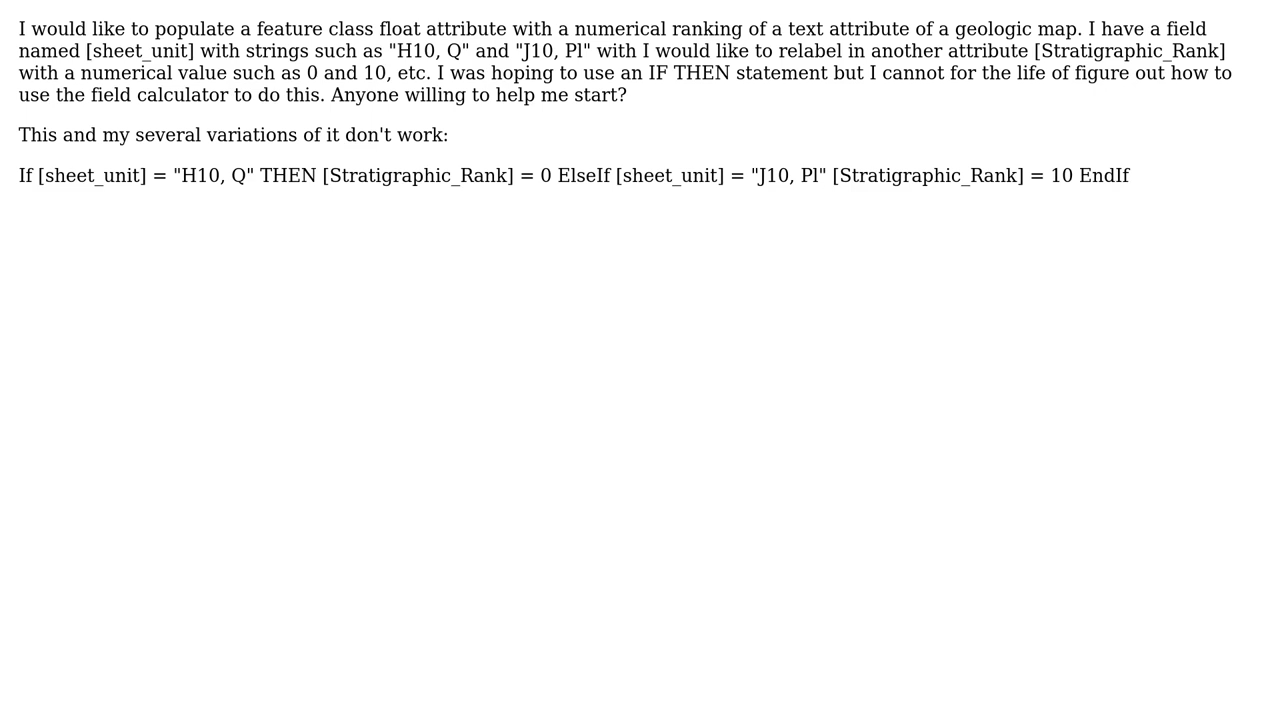 I would like to populate a feature class float attribute with a numerical ranking of a text attribute of a geologic map. I have a field
named [sheet_unit] with strings such as "H10, Q" and "J10, Pl" with I would like to relabel in another attribute [Stratigraphic_Rank]
with a numerical value such as 0 and 10, etc. I was hoping to use an IF THEN statement but I cannot for the life of figure out how to
use the field calculator to do this. Anyone willing to help me start?
This and my several variations of it don't work:
If [sheet_unit] = "H10, Q" THEN [Stratigraphic_Rank] = 0 ElseIf [sheet_unit] = "J10, Pl" [Stratigraphic_Rank] = 10 EndIf